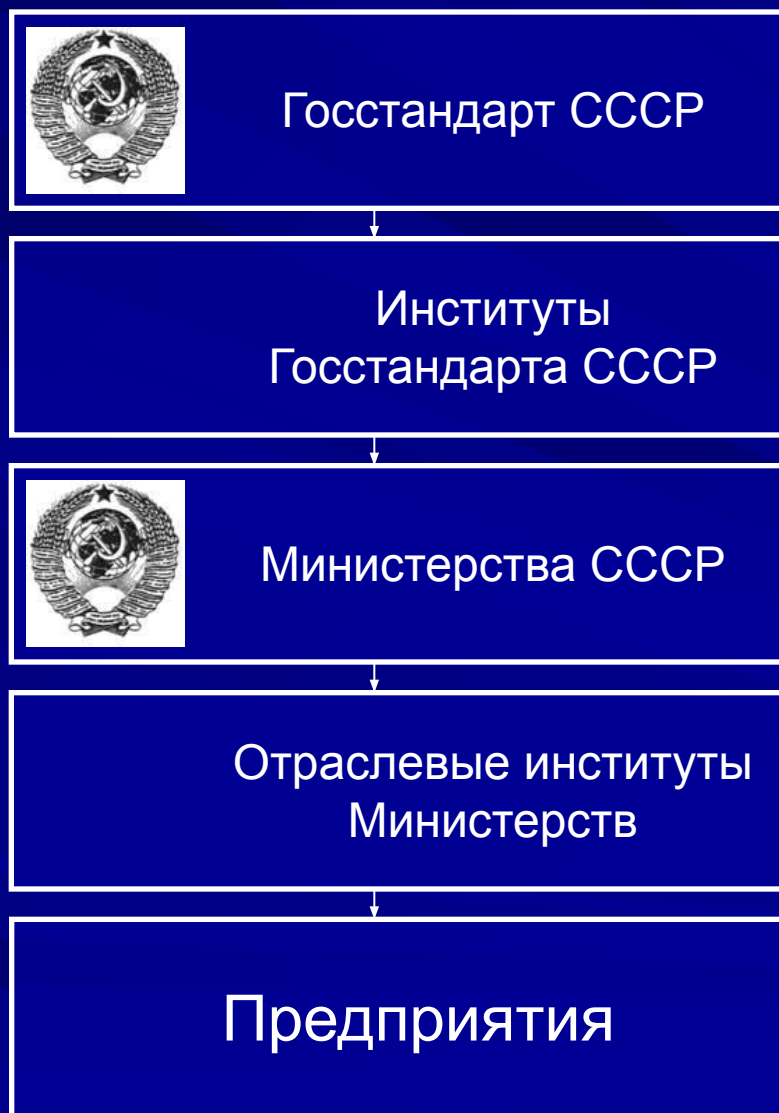 Госстандарт СССР
Институты
Госстандарта СССР
Министерства СССР
Отраслевые институты
Министерств
Предприятия